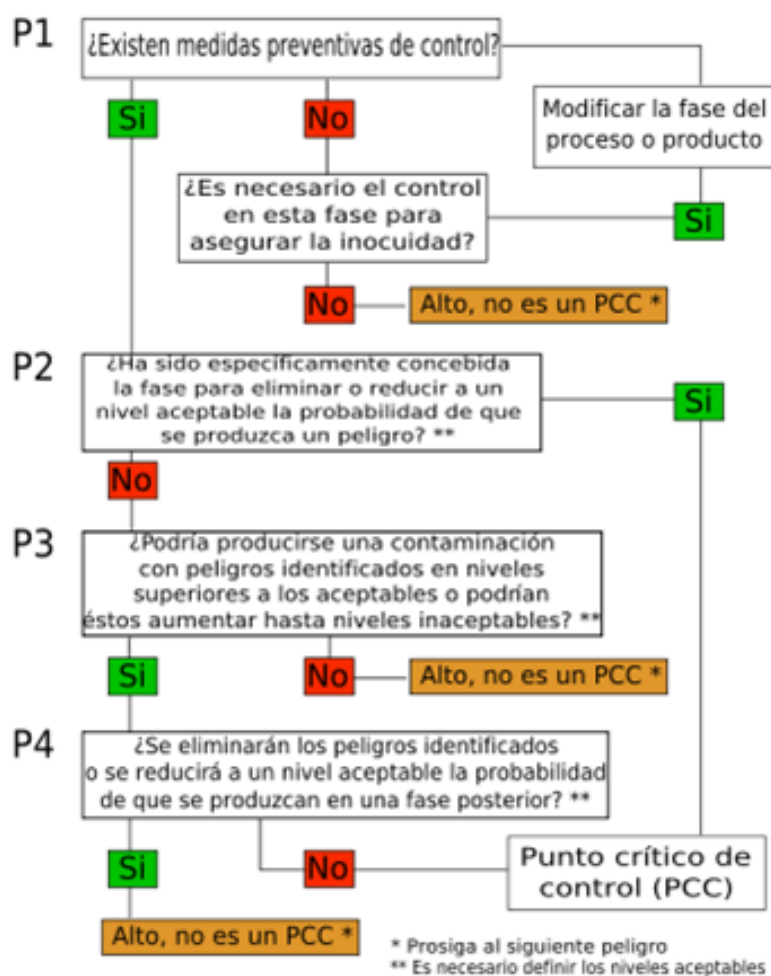 P1
¿Existen medidas preventivas de control?
Si
No
Modificar la fase del
proceso o producto
¿Es necesario el control
en esta fase para
asegurar la inocuidad?
Si
No
Alto, no es un PCC *
P2
¿Ha sido específicamente concebida
la fase para eliminar o reducir a un
nivel aceptable la probabilidad de que
se produzca un peligro? **
Si
No
P3
¿Podría producirse una contaminación
con peligros identificados en niveles
superiores a los aceptables o podrían
éstos aumentar hasta niveles inaceptables? **
Si
No
Alto, no es un PCC *
P4
¿Se eliminarán los peligros identificados
o se reducirá a un nivel aceptable la probabilidad
de que se produzcan en una fase posterior? **
Si
No
Punto crítico de
control (PCC)
Alto, no es un PCC *
* Prosiga al siguiente peligro
** Es necesario definir los niveles aceptables